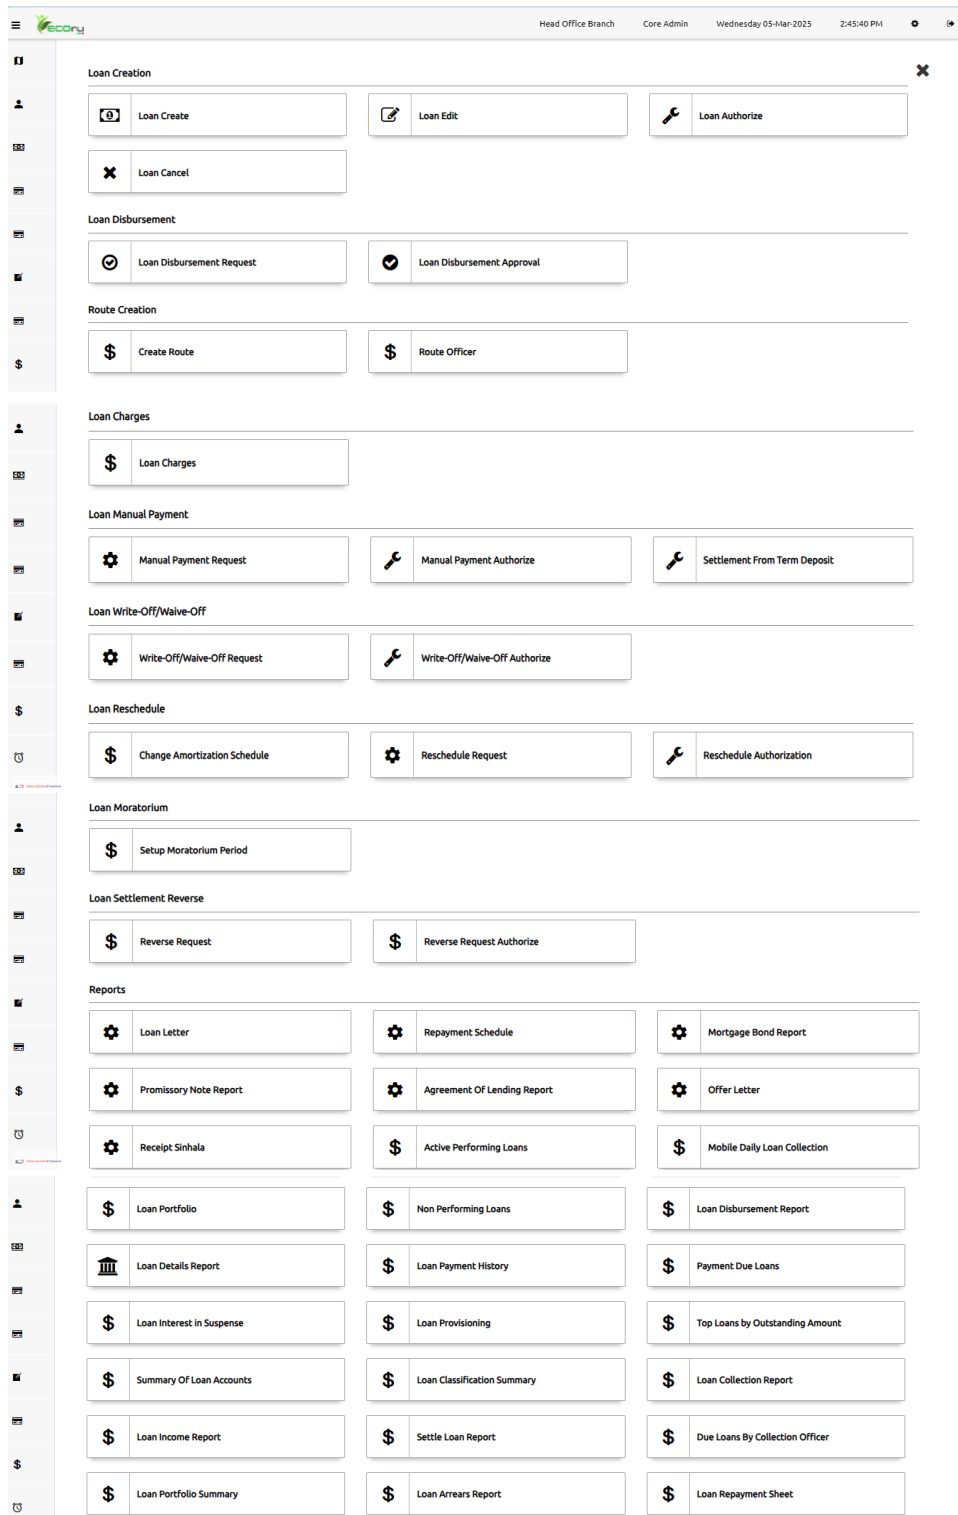 ecory
Head Office Branch Core Admin Wednesday 05-Mar-2025 2:45:40 PM
Loan Creation
Loan Create Loan Edit Loan Authorize
Loan Cancel
Loan Disbursement
Loan Disbursement Request Loan Disbursement Approval
Route Creation
Create Route Route Officer
Loan Charges
Loan Charges
Loan Manual Payment
Manual Payment Request Manual Payment Authorize Settlement From Term Deposit
Loan Write-Off/Waive-Off
Write-Off/Waive-Off Request Write-Off/Waive-Off Authorize
Loan Reschedule
Change Amortization Schedule Reschedule Request Reschedule Authorization
Loan Moratorium
Setup Moratorium Period
Loan Settlement Reverse
Reverse Request Reverse Request Authorize
Reports
Loan Letter Repayment Schedule Mortgage Bond Report
Promissory Note Report Agreement Of Lending Report Offer Letter
Receipt Sinhala Active Performing Loans Mobile Daily Loan Collection
Loan Portfolio Non Performing Loans Loan Disbursement Report
Loan Details Report Loan Payment History Payment Due Loans
Loan Interest in Suspense Loan Provisioning Top Loans by Outstanding Amount
Summary Of Loan Accounts Loan Classification Summary Loan Collection Report
Loan Income Report Settle Loan Report Due Loans By Collection Officer
Loan Portfolio Summary Loan Arrears Report Loan Repayment Sheet